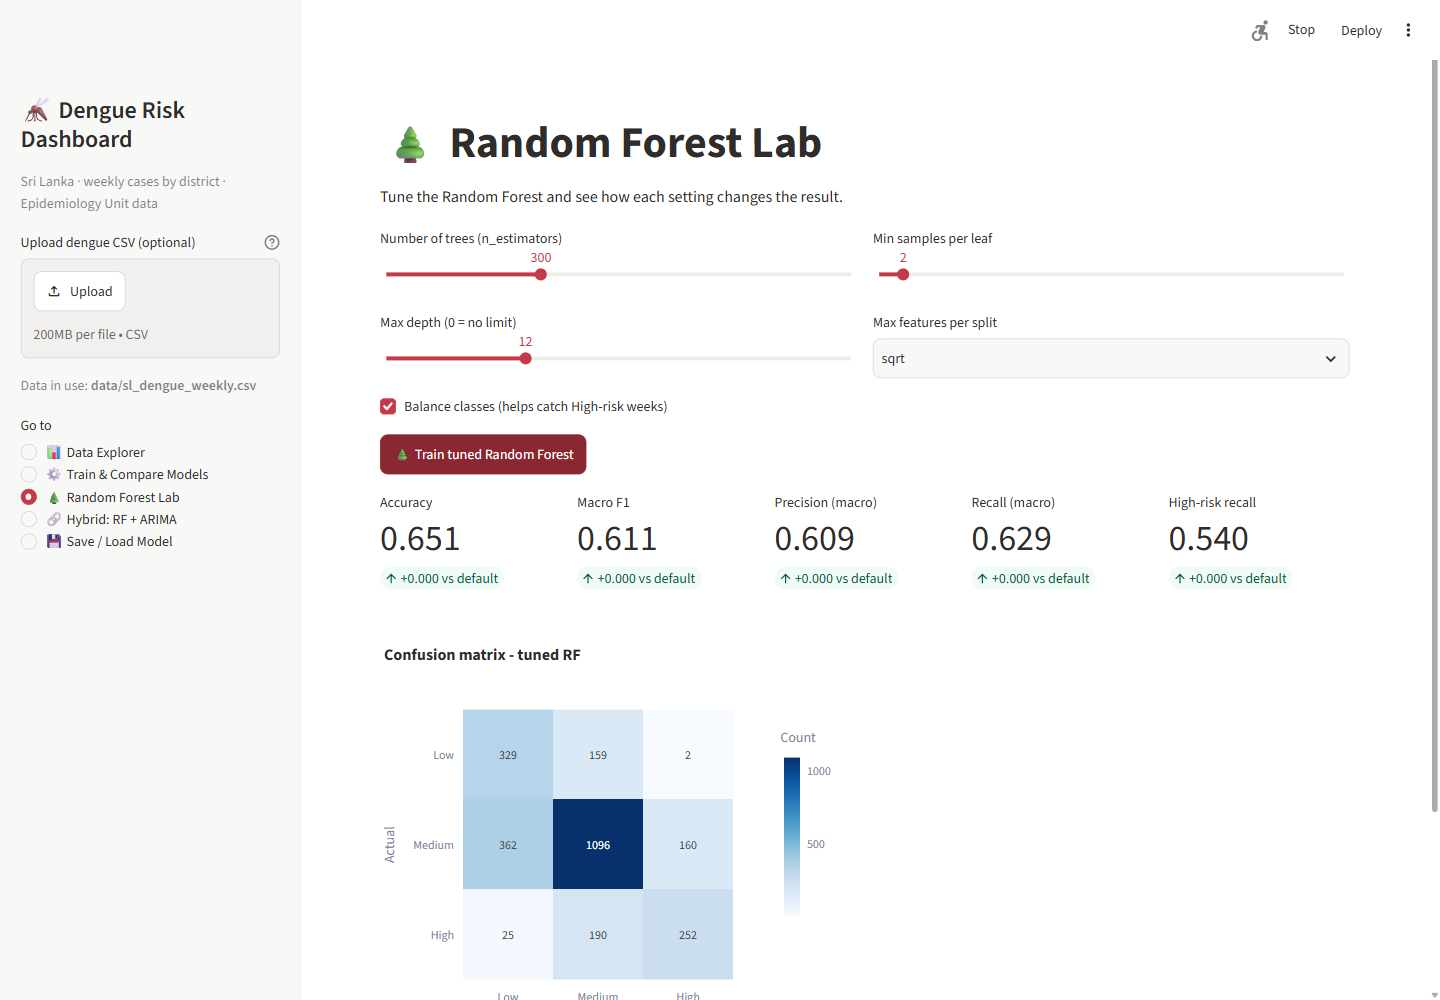 Stop
Deploy
Dengue Risk
Dashboard
Sri Lanka · weekly cases by district ·
Epidemiology Unit data
Upload dengue CSV (optional)
Upload
200MB per file • CSV
Data in use: data/sl_dengue_weekly.csv
Go to
Data Explorer
Train & Compare Models
Random Forest Lab
Hybrid: RF + ARIMA
Save / Load Model
Random Forest Lab
Tune the Random Forest and see how each setting changes the result.
Number of trees (n_estimators)
300
Min samples per leaf
2
Max depth (0 = no limit)
12
Max features per split
sqrt
Balance classes (helps catch High-risk weeks)
Train tuned Random Forest
Accuracy
0.651
↑ +0.000 vs default
Macro F1
0.611
↑ +0.000 vs default
Precision (macro)
0.609
↑ +0.000 vs default
Recall (macro)
0.629
↑ +0.000 vs default
High-risk recall
0.540
↑ +0.000 vs default
Confusion matrix - tuned RF
Actual
Low 329 159 2
Medium 362 1096 160
High 25 190 252
Low Medium High
Count
1000
500